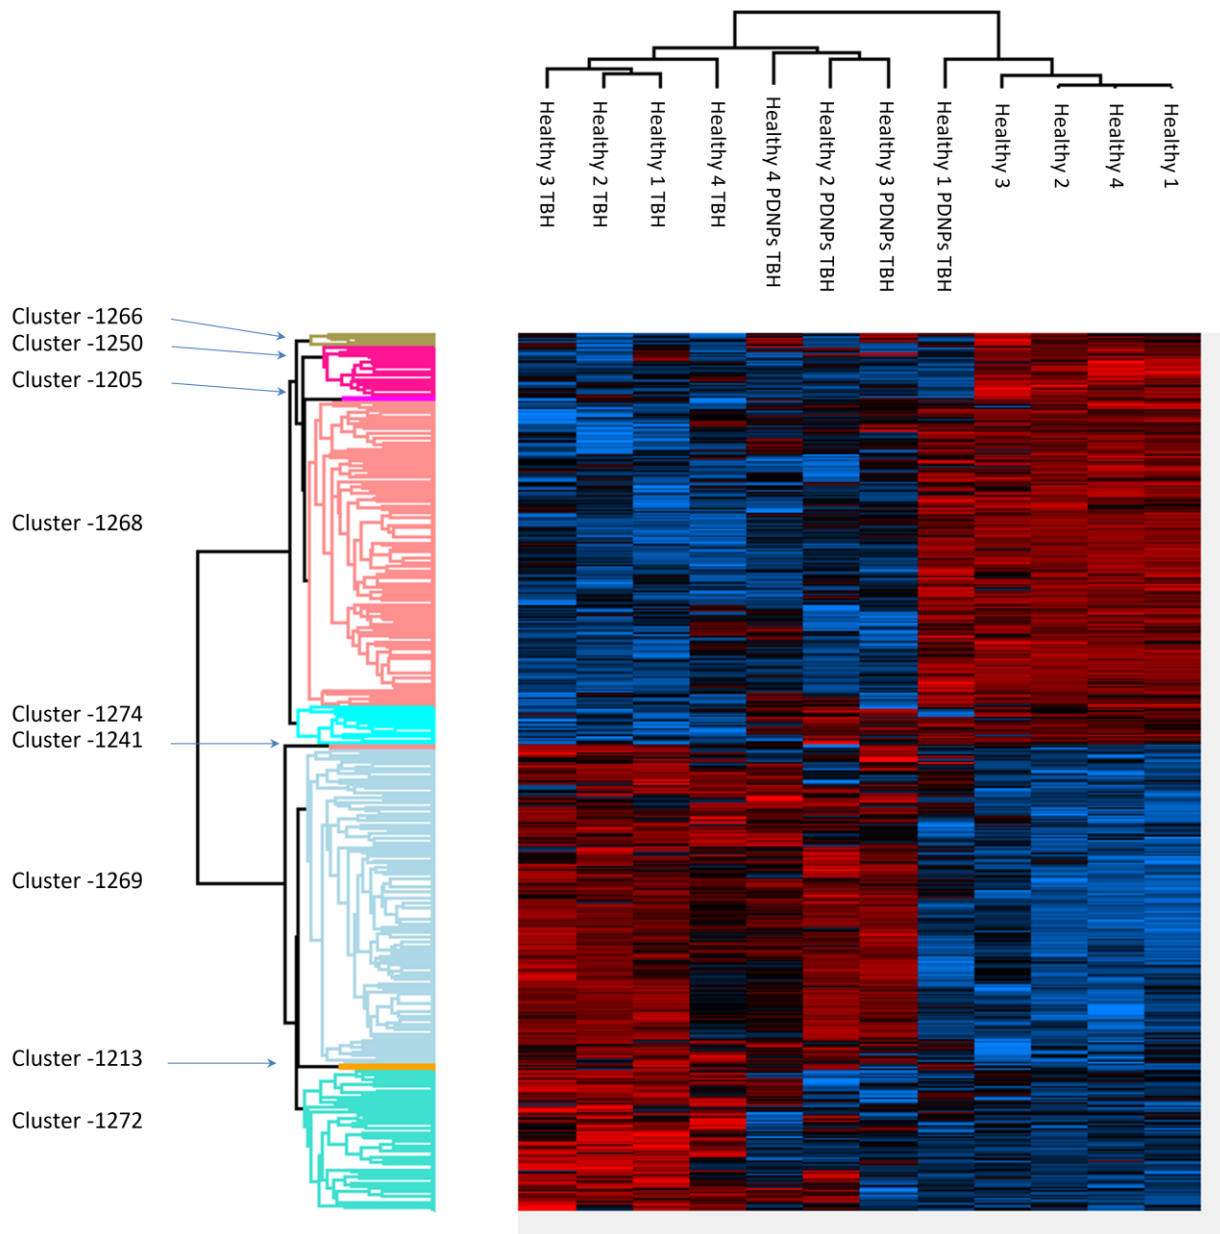 Healthy 3 TBH
Healthy 2 TBH
Healthy 1 TBH
Healthy 4 TBH
Healthy 4 PDNPs TBH
Healthy 2 PDNPs TBH
Healthy 3 PDNPs TBH
Healthy 1 PDNPs TBH
Healthy 3
Healthy 2
Healthy 4
Healthy 1
Cluster -1266
Cluster -1250
Cluster -1205
Cluster -1268
Cluster -1274
Cluster -1241
Cluster -1269
Cluster -1213
Cluster -1272